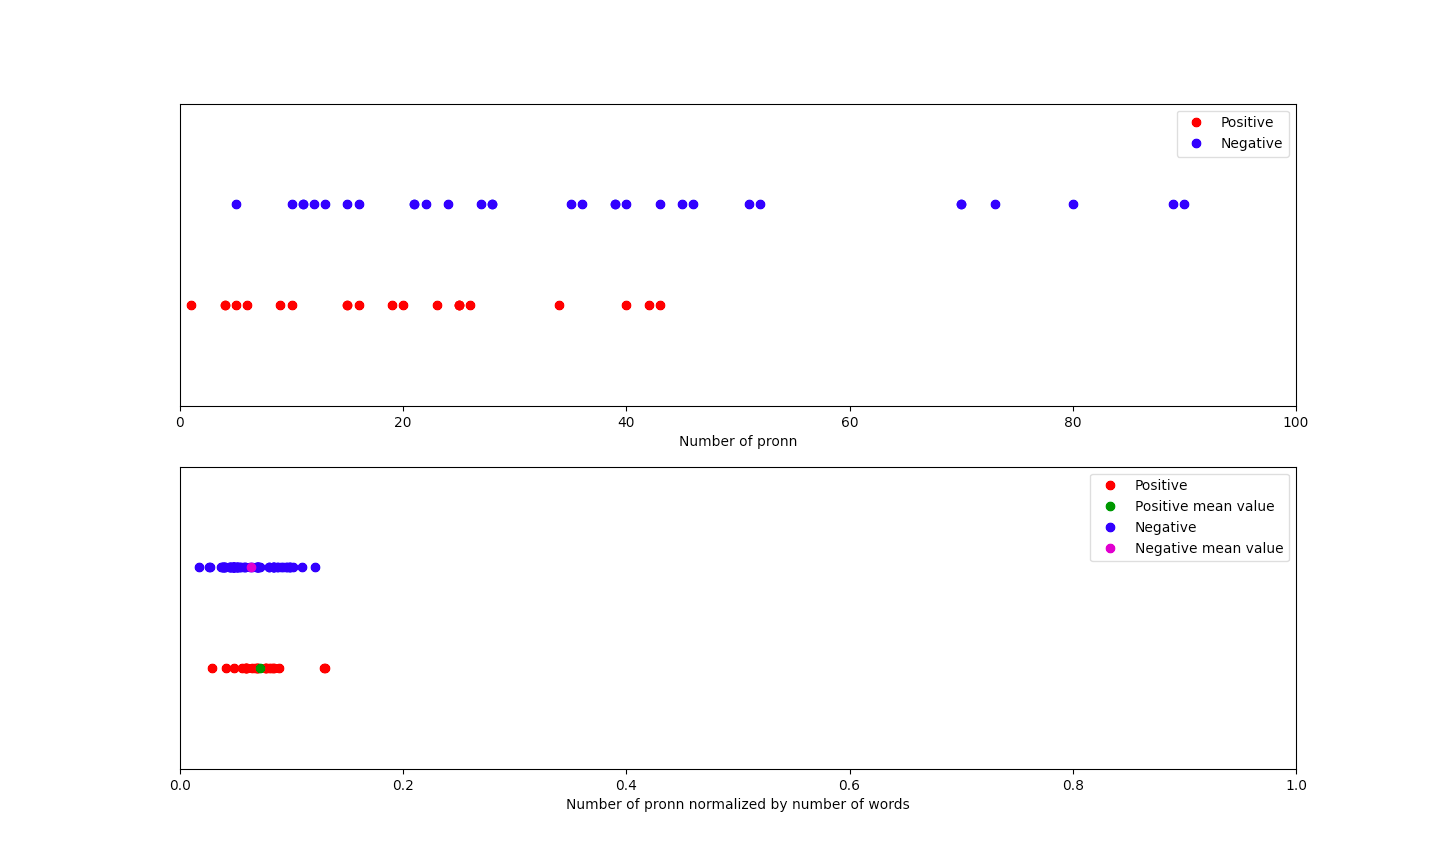 Positive
Negative
0 20 40 60 80 100
Number of pronn
Positive
Positive mean value
Negative
Negative mean value
0.0 0.2 0.4 0.6 0.8 1.0
Number of pronn normalized by number of words